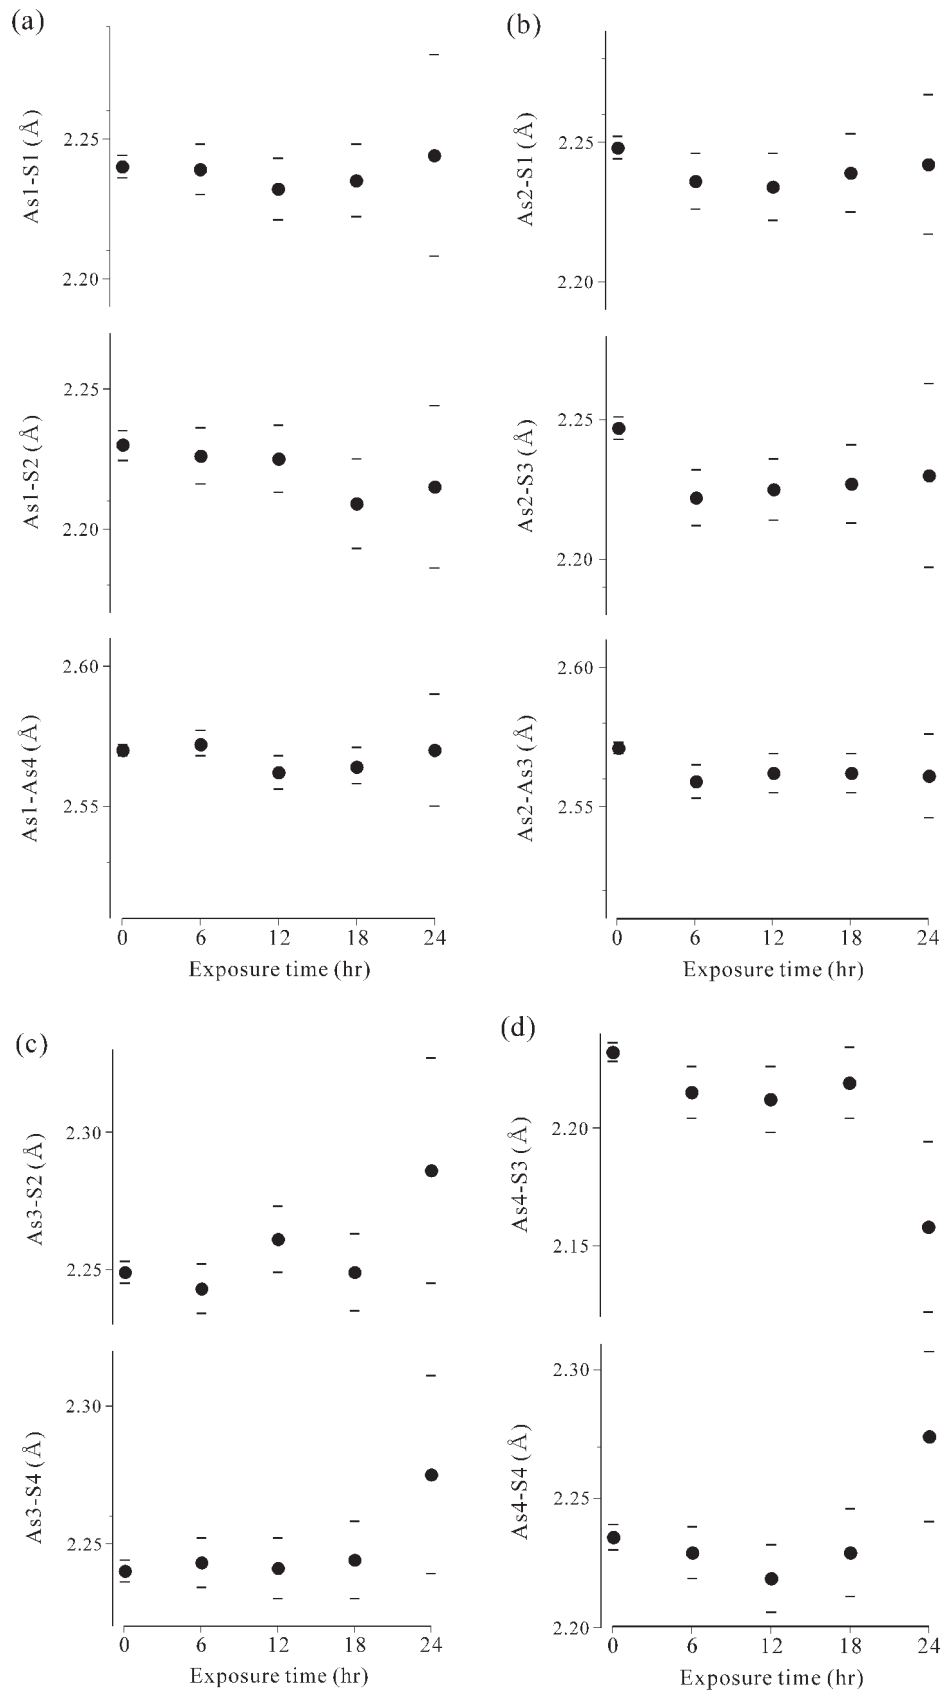 (a)
As1-S1 (Å)
2.25
2.20
As1-S2 (Å)
2.25
2.20
As1-As4 (Å)
2.60
2.55
0 6 12 18 24
Exposure time (hr)
(b)
As2-S1 (Å)
2.25
2.20
As2-S3 (Å)
2.25
2.20
As2-As3 (Å)
2.60
2.55
0 6 12 18 24
Exposure time (hr)
(c)
As3-S2 (Å)
2.30
2.25
As3-S4 (Å)
2.30
2.25
0 6 12 18 24
Exposure time (hr)
(d)
As4-S3 (Å)
2.20
2.15
As4-S4 (Å)
2.30
2.25
2.20
0 6 12 18 24
Exposure time (hr)